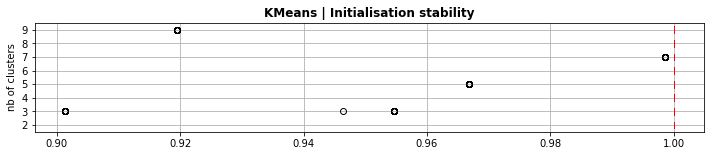 KMeans | Initialisation stability
nb of clusters
9
8
7
6
5
4
3
2
0.90 0.92 0.94 0.96 0.98 1.00